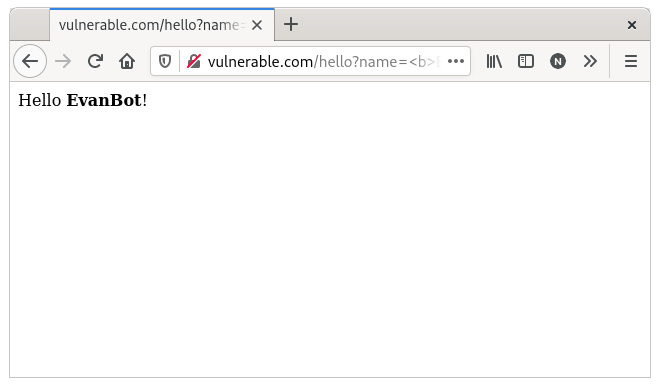 vulnerable.com/hello?name=
vulnerable.com/hello?name=<b>
N
Hello EvanBot!